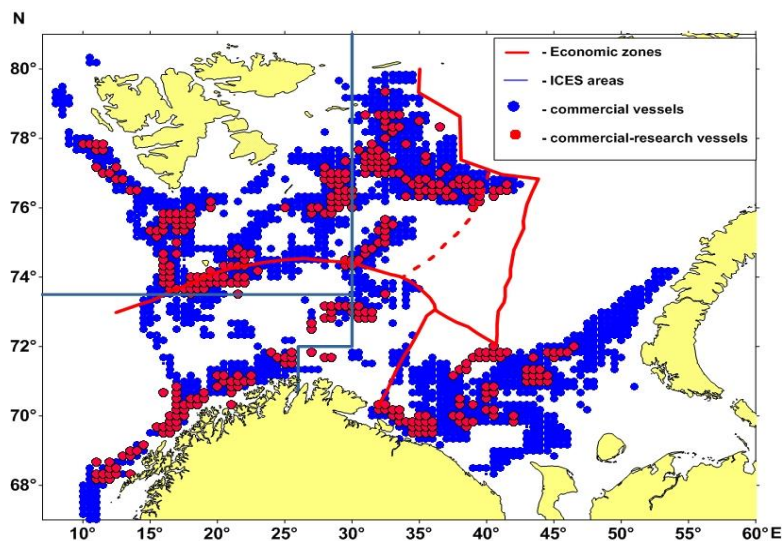 N
80°
78°
76°
74°
72°
70°
68°
- Economic zones
- ICES areas
- commercial vessels
- commercial-research vessels
10° 15° 20° 25° 30° 35° 40° 45° 50° 55° 60°E